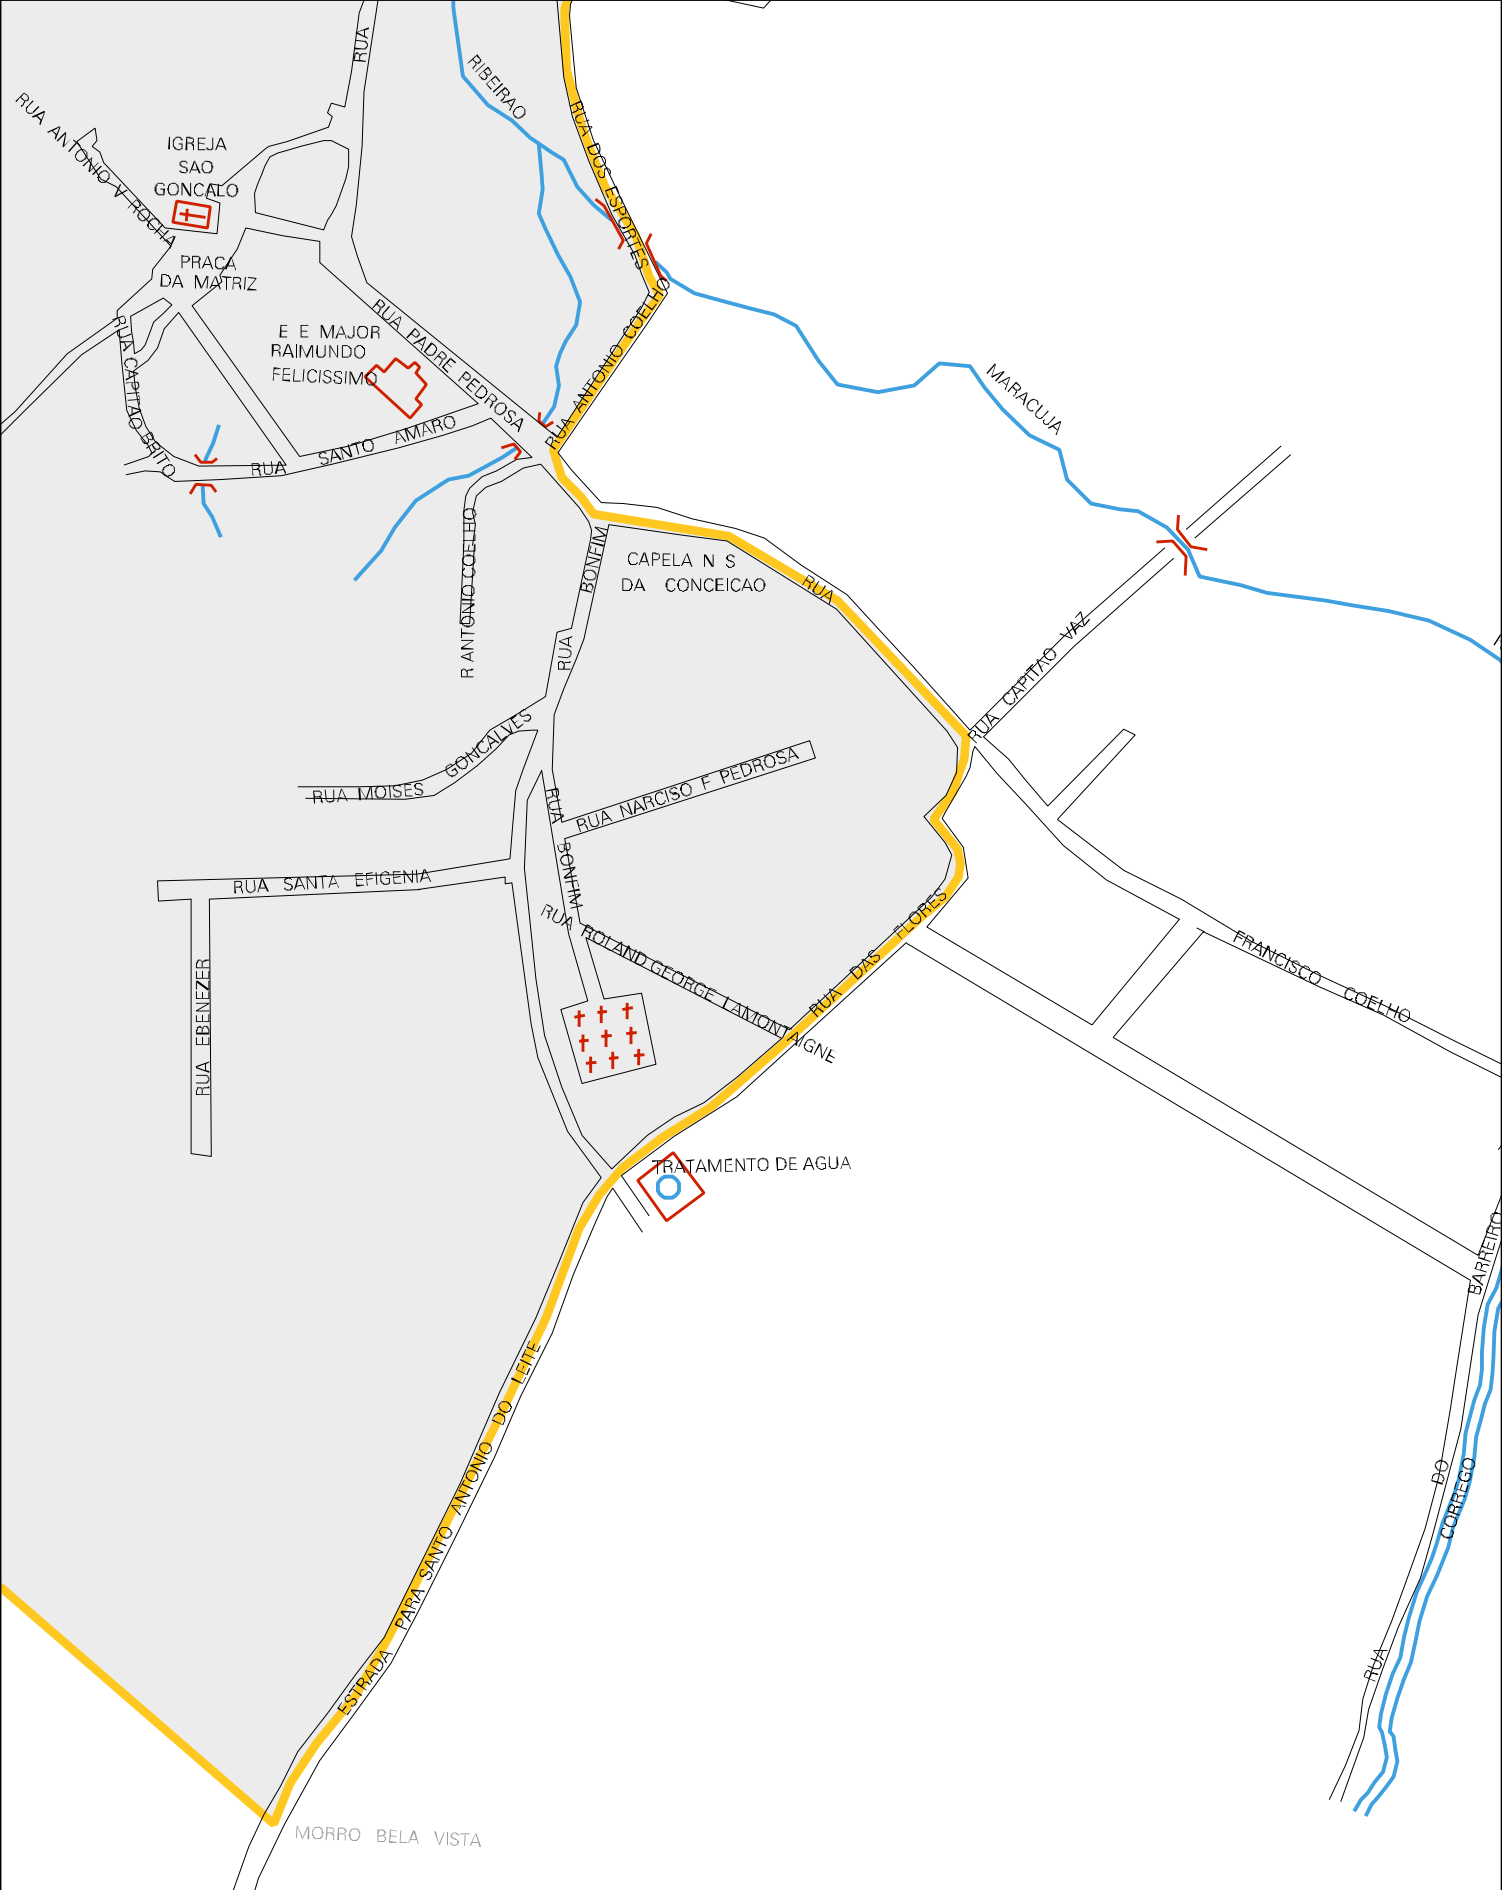 RUA
RIBEIRAO
RUA ANTONIO V ROCHA
IGREJA
SAO
GONCALO
RUA DOS ESPORTES
PRACA
DA MATRIZ
RUA CAPITAO BRITO
E E MAJOR
RAIMUNDO
FELICISSIMO
RUA PADRE PEDROSA
RUA ANTONIO COELHO
MARACUJA
RUA SANTO AMARO
R ANTONIO COELHO
RUA BONFIM
CAPELA N S
DA CONCEICAO
RUA
RUA CAPITAO VAZ
RUA MOISES GONCALVES
RUA NARCISO F PEDROSA
RUA BONFIM
RUA SANTA EFIGENIA
RUA EBENEZER
RUA ROLAND GEORGE LAMONTAIGNE
RUA DAS FLORES
FRANCISCO COELHO
TRATAMENTO DE AGUA
RUA DO BARREIRO
CORREGO
ESTRADA PARA SANTO ANTONIO DO LEITE
MORRO BELA VISTA